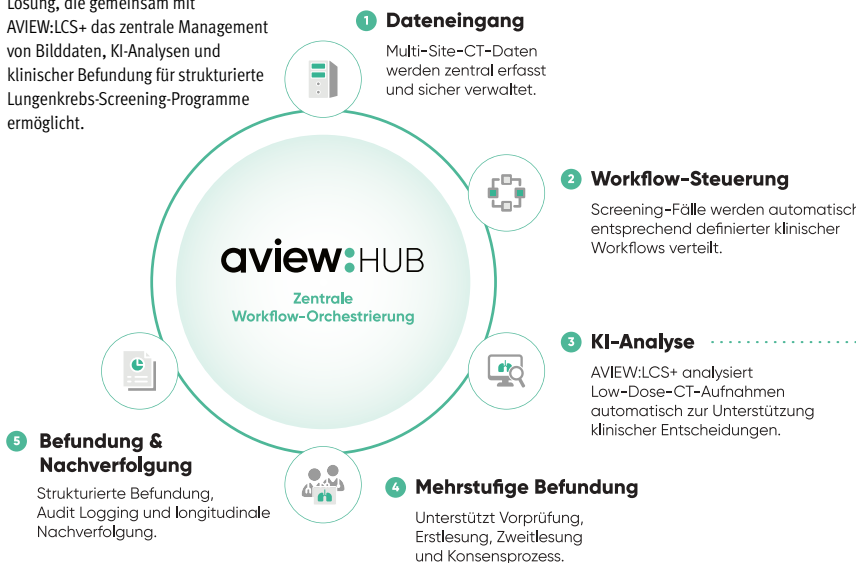 Lösung, die gemeinsam mit
AVIEW:LCS+ das zentrale Management
von Bilddaten, KI-Analysen und
klinischer Befundung für strukturierte
Lungenkrebs-Screening-Programme
ermöglicht.
1 Dateneingang
Multi-Site-CT-Daten
werden zentral erfasst
und sicher verwaltet.
2 Workflow-Steuerung
Screening-Fälle werden automatisch
entsprechend definierter klinischer
Workflows verteilt.
aview:HUB
Zentrale
Workflow-Orchestrierung
3 KI-Analyse
AVIEW:LCS+ analysiert
Low-Dose-CT-Aufnahmen
automatisch zur Unterstützung
klinischer Entscheidungen.
4 Mehrstufige Befundung
Unterstützt Vorprüfung,
Erstlesung, Zweitlesung
und Konsensprozess.
5 Befundung &
Nachverfolgung
Strukturierte Befundung,
Audit Logging und longitudinale
Nachverfolgung.